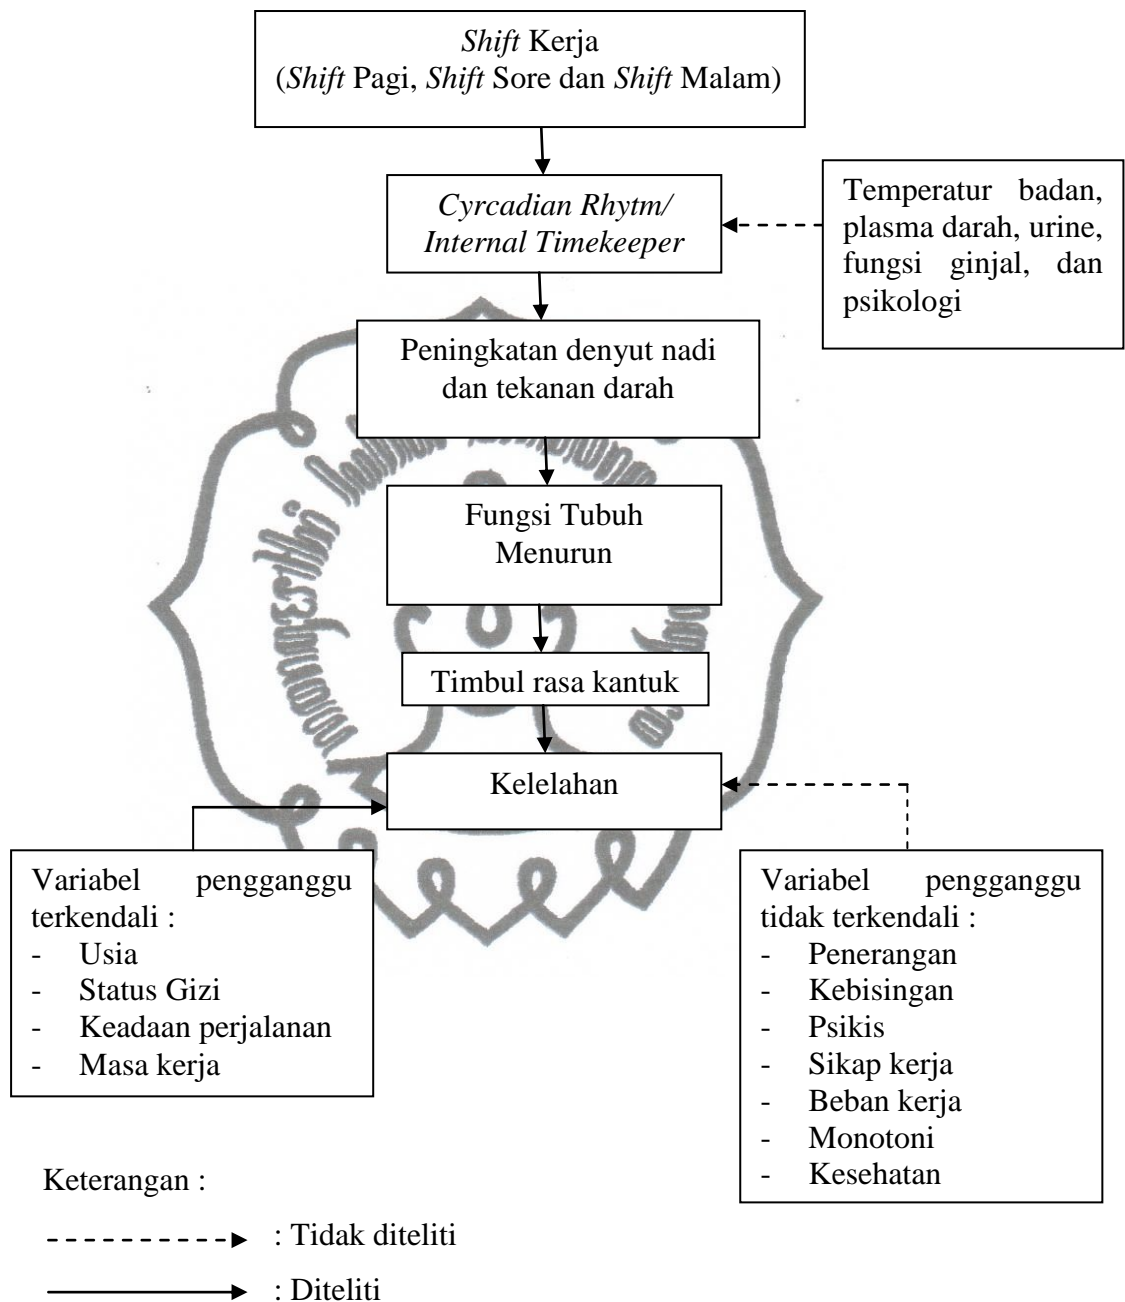 Shift Kerja
(Shift Pagi, Shift Sore dan Shift Malam)
Cyrcadian Rhytm/
Internal Timekeeper
Temperatur badan,
plasma darah, urine,
fungsi ginjal, dan
psikologi
Peningkatan denyut nadi
dan tekanan darah
Fungsi Tubuh
Menurun
Timbul rasa kantuk
Kelelahan
Variabel pengganggu
terkendali :
- Usia
- Status Gizi
- Keadaan perjalanan
- Masa kerja
Variabel pengganggu
tidak terkendali :
- Penerangan
- Kebisingan
- Psikis
- Sikap kerja
- Beban kerja
- Monotoni
- Kesehatan
Keterangan :
: Tidak diteliti
: Diteliti